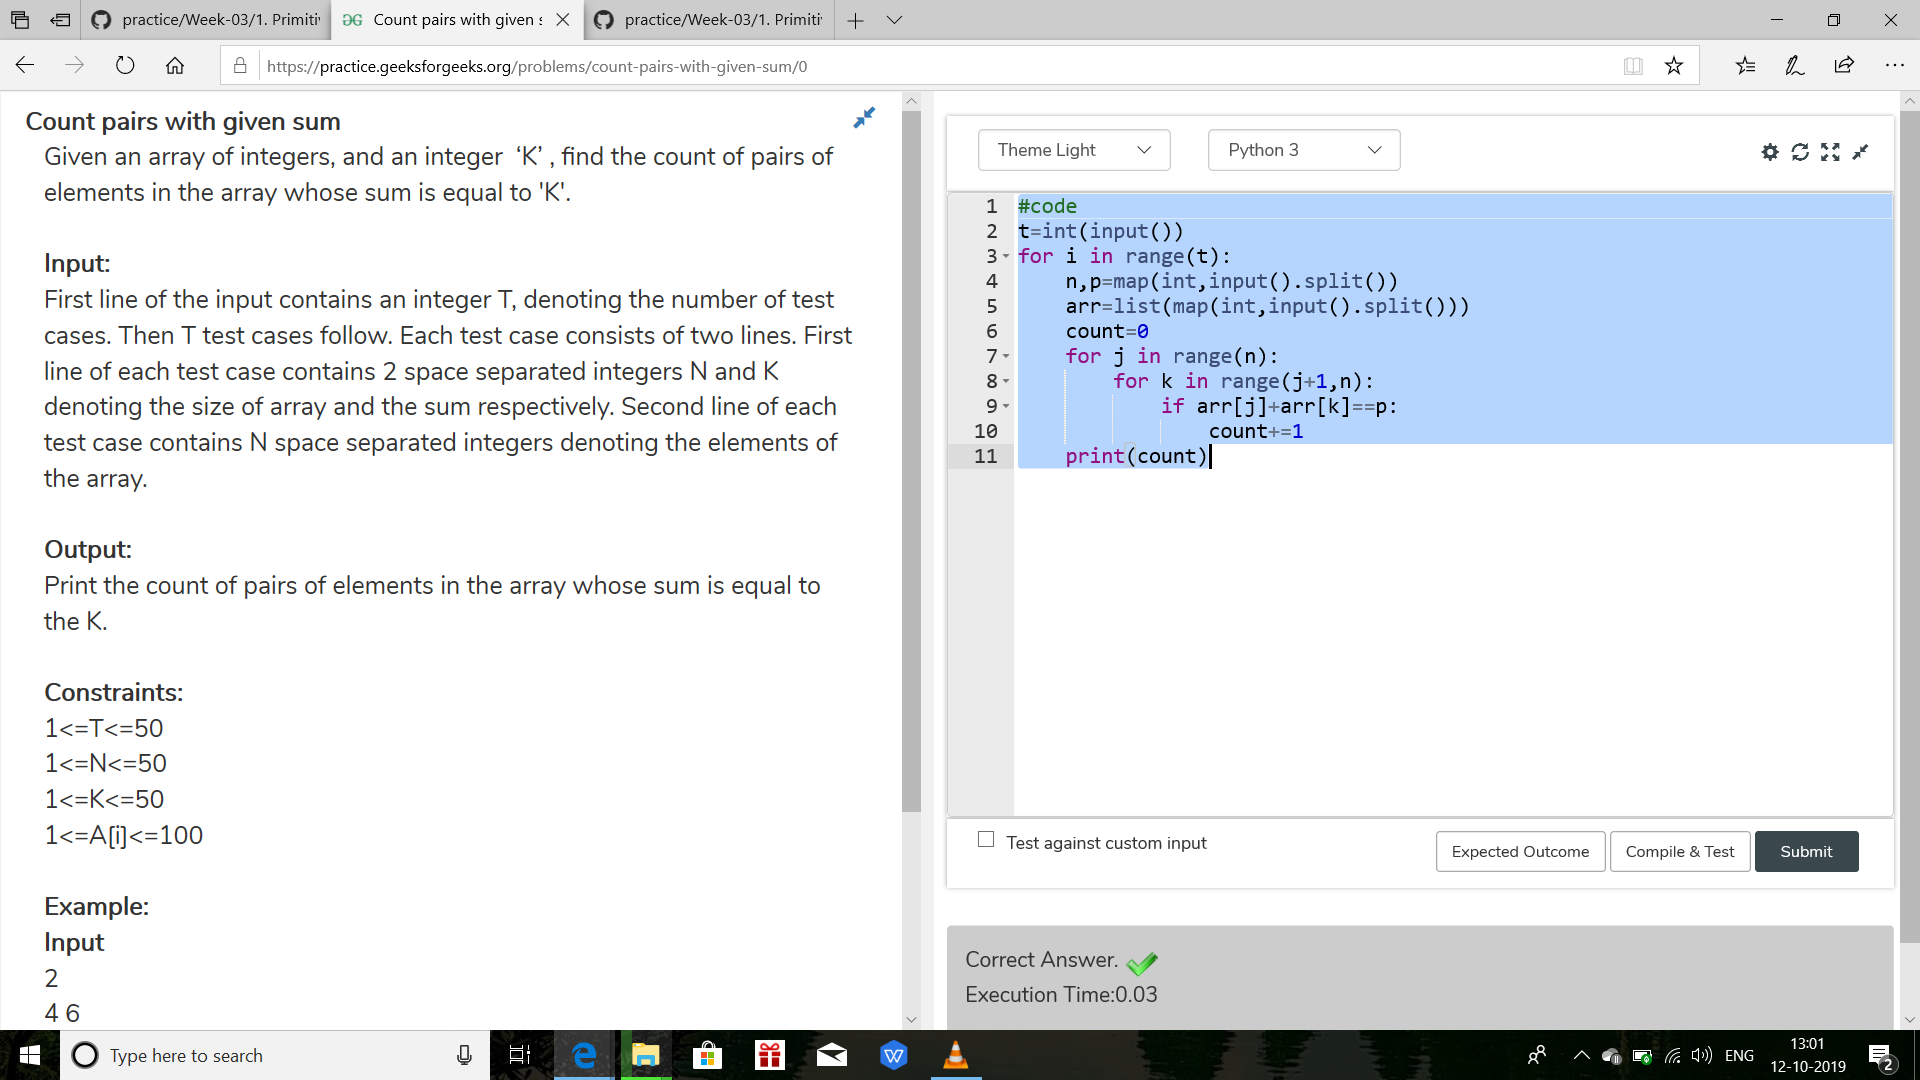 practice/Week-03/1. Primiti
Count pairs with given s
practice/Week-03/1. Primiti
https://practice.geeksforgeeks.org/problems/count-pairs-with-given-sum/0
Count pairs with given sum
Given an array of integers, and an integer  ‘K’ , find the count of pairs of
elements in the array whose sum is equal to 'K'.
Input:
First line of the input contains an integer T, denoting the number of test
cases. Then T test cases follow. Each test case consists of two lines. First
line of each test case contains 2 space separated integers N and K
denoting the size of array and the sum respectively. Second line of each
test case contains N space separated integers denoting the elements of
the array.
Output:
Print the count of pairs of elements in the array whose sum is equal to
the K.
Constraints:
1<=T<=50
1<=N<=50
1<=K<=50
1<=A[i]<=100
Example:
Input
2
4 6
Theme Light
Python 3
1 #code
2 t=int(input())
3 for i in range(t):
4     n,p=map(int,input().split())
5     arr=list(map(int,input().split()))
6     count=0
7     for j in range(n):
8         for k in range(j+1,n):
9             if arr[j]+arr[k]==p:
10                 count+=1
11     print(count)
Test against custom input
Expected Outcome
Compile & Test
Submit
Correct Answer.
Execution Time:0.03
Type here to search
ENG
13:01
12-10-2019
2